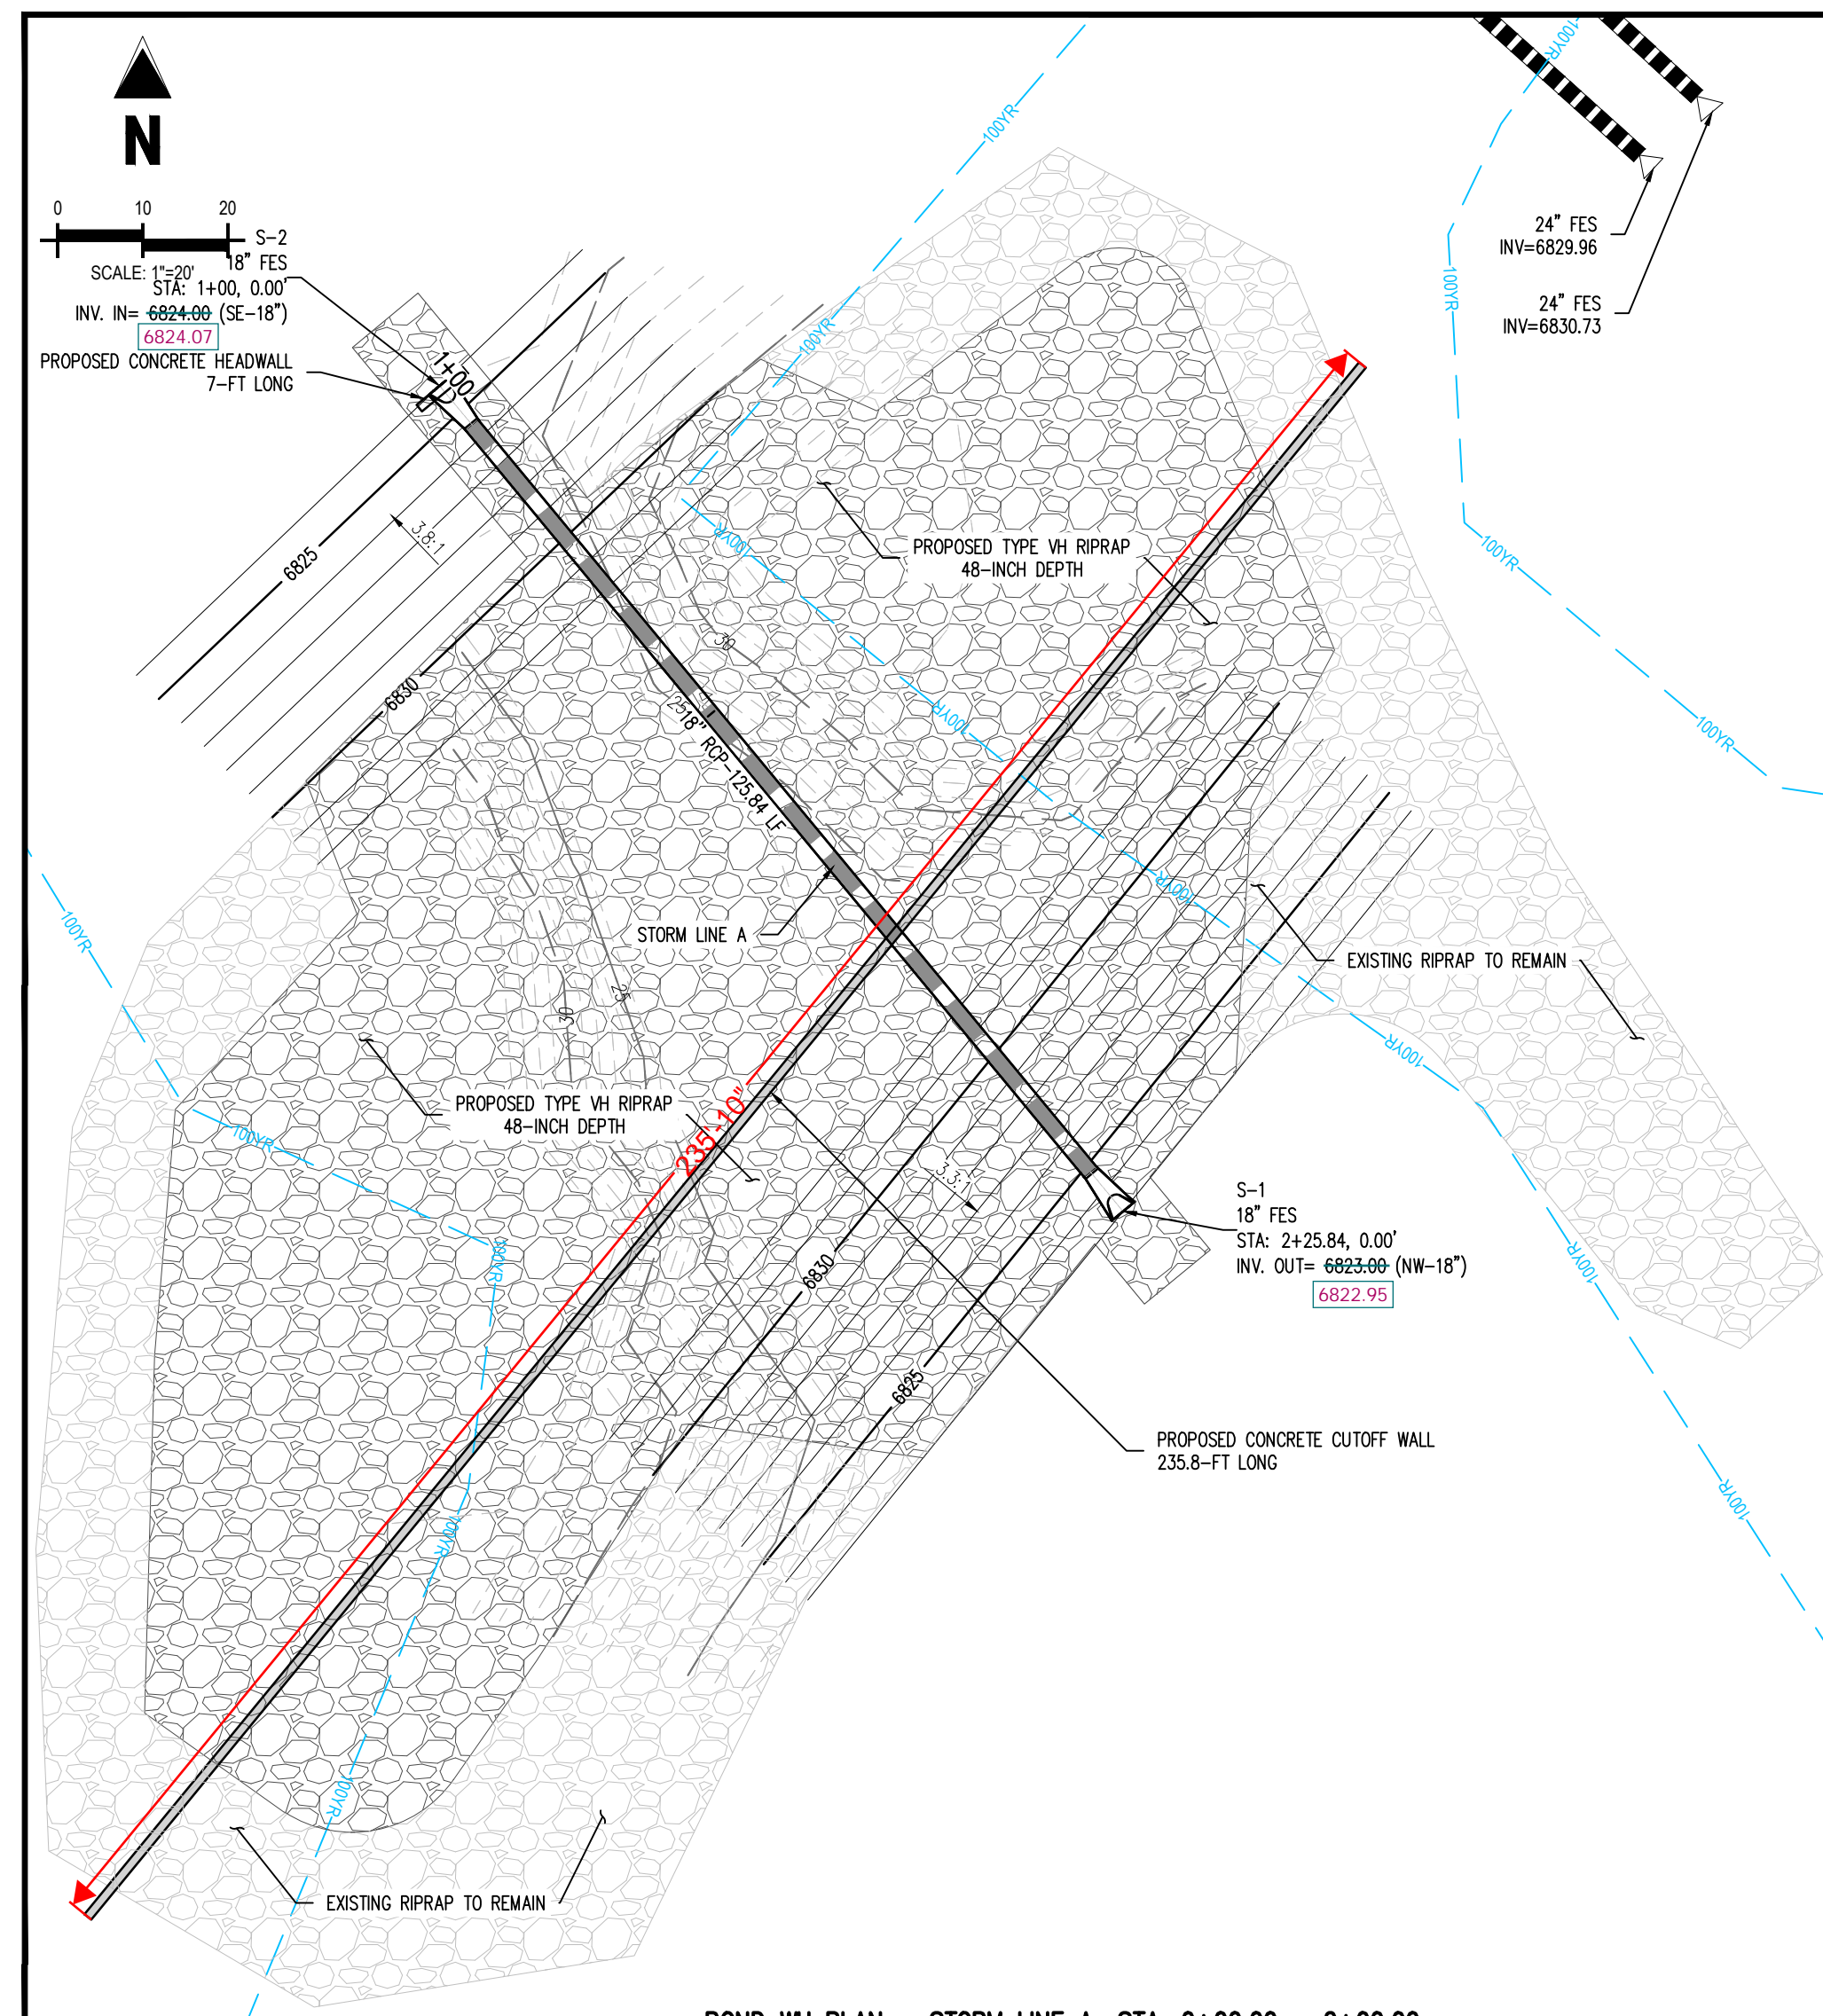 N
0 10 20
SCALE: 1"=20'
S-2
18" FES
STA: 1+00, 0.00'
INV. IN= 6824.00 (SE-18")
6824.07
PROPOSED CONCRETE HEADWALL
7-FT LONG
1+00
100YR
100YR
100YR
100YR
24" FES
INV=6829.96
24" FES
INV=6830.73
100YR
100YR
100YR
6825
3.8:1
PROPOSED TYPE VH RIPRAP
48-INCH DEPTH
30
6830
25
18" RCP-125.84 LF
100YR
100YR
100YR
STORM LINE A
EXISTING RIPRAP TO REMAIN
25
30
100YR
PROPOSED TYPE VH RIPRAP
48-INCH DEPTH
235'-10"
100YR
3.3:1
S-1
18" FES
STA: 2+25.84, 0.00'
INV. OUT= 6823.00 (NW-18")
6822.95
100YR
100YR
6830
6825
PROPOSED CONCRETE CUTOFF WALL
235.8-FT LONG
100YR
100YR
100YR
EXISTING RIPRAP TO REMAIN